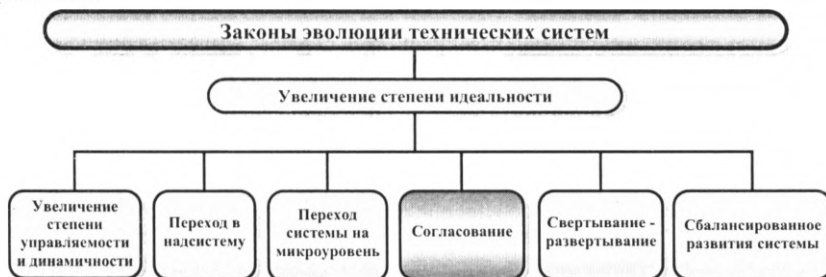 Законы эволюции технических систем
Увеличение степени идеальности
Увеличение
степени
управляемости
и динамичности
Переход в
надсистему
Переход
системы на
микроуровень
Согласование
Свертывание -
развертывание
Сбалансированное
развития системы